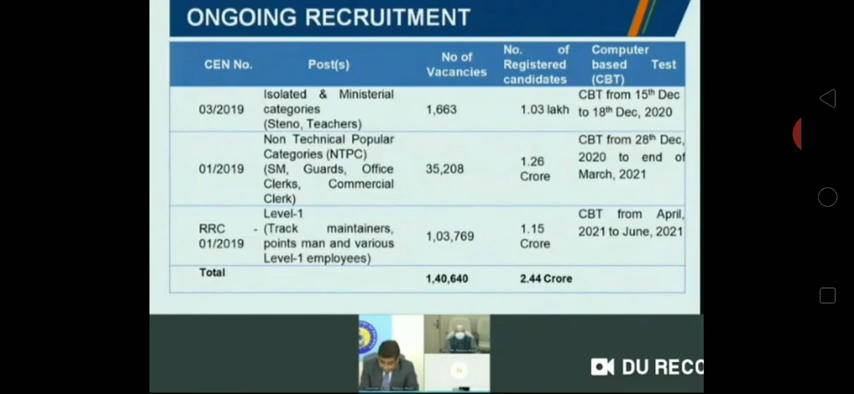 ONGOING RECRUITMENT
CEN No. Post(s) No of Vacancies No. of Registered candidates Computer based Test (CBT)
03/2019 Isolated & Ministerial categories (Steno, Teachers) 1,663 1.03 lakh CBT from 15th Dec to 18th Dec, 2020
01/2019 Non Technical Popular Categories (NTPC) (SM, Guards, Office Clerks, Commercial Clerk) 35,208 1.26 Crore CBT from 28th Dec, 2020 to end of March, 2021
RRC - 01/2019 Level-1 (Track maintainers, points man and various Level-1 employees) 1,03,769 1.15 Crore CBT from April, 2021 to June, 2021
Total 1,40,640 2.44 Crore
N
DU RECO